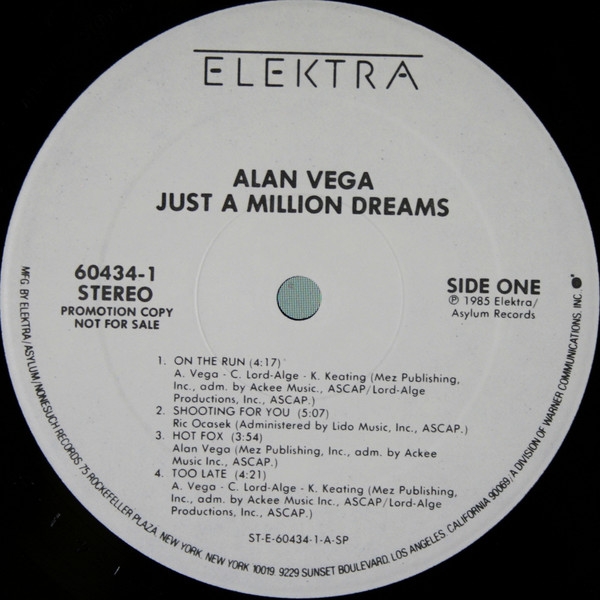 ELEKTRA
ALAN VEGA
JUST A MILLION DREAMS
60434-1
STEREO
PROMOTION COPY
NOT FOR SALE
SIDE ONE
℗ 1985 Elektra/
Asylum Records
1. ON THE RUN (4:17)
A. Vega - C. Lord-Alge - K. Keating (Mez Publishing,
Inc., adm. by Ackee Music., ASCAP/Lord-Alge
Productions, Inc., ASCAP.)
2. SHOOTING FOR YOU (5:07)
Ric Ocasek (Administered by Lido Music, Inc., ASCAP.)
3. HOT FOX (3:54)
Alan Vega (Mez Publishing, Inc., adm. by Ackee
Music Inc., ASCAP.)
4. TOO LATE (4:21)
A. Vega - C. Lord-Alge - K. Keating (Mez Publishing,
Inc., adm. by Ackee Music Inc., ASCAP/Lord-Alge
Productions, Inc., ASCAP.)
ST-E-60434-1-A-SP
MFG. BY ELEKTRA/ASYLUM/NONESUCH RECORDS 75 ROCKEFELLER PLAZA, NEW YORK, NEW YORK 10019. 9229 SUNSET BOULEVARD, LOS ANGELES, CALIFORNIA 90069 / A DIVISION OF WARNER COMMUNICATIONS, INC.